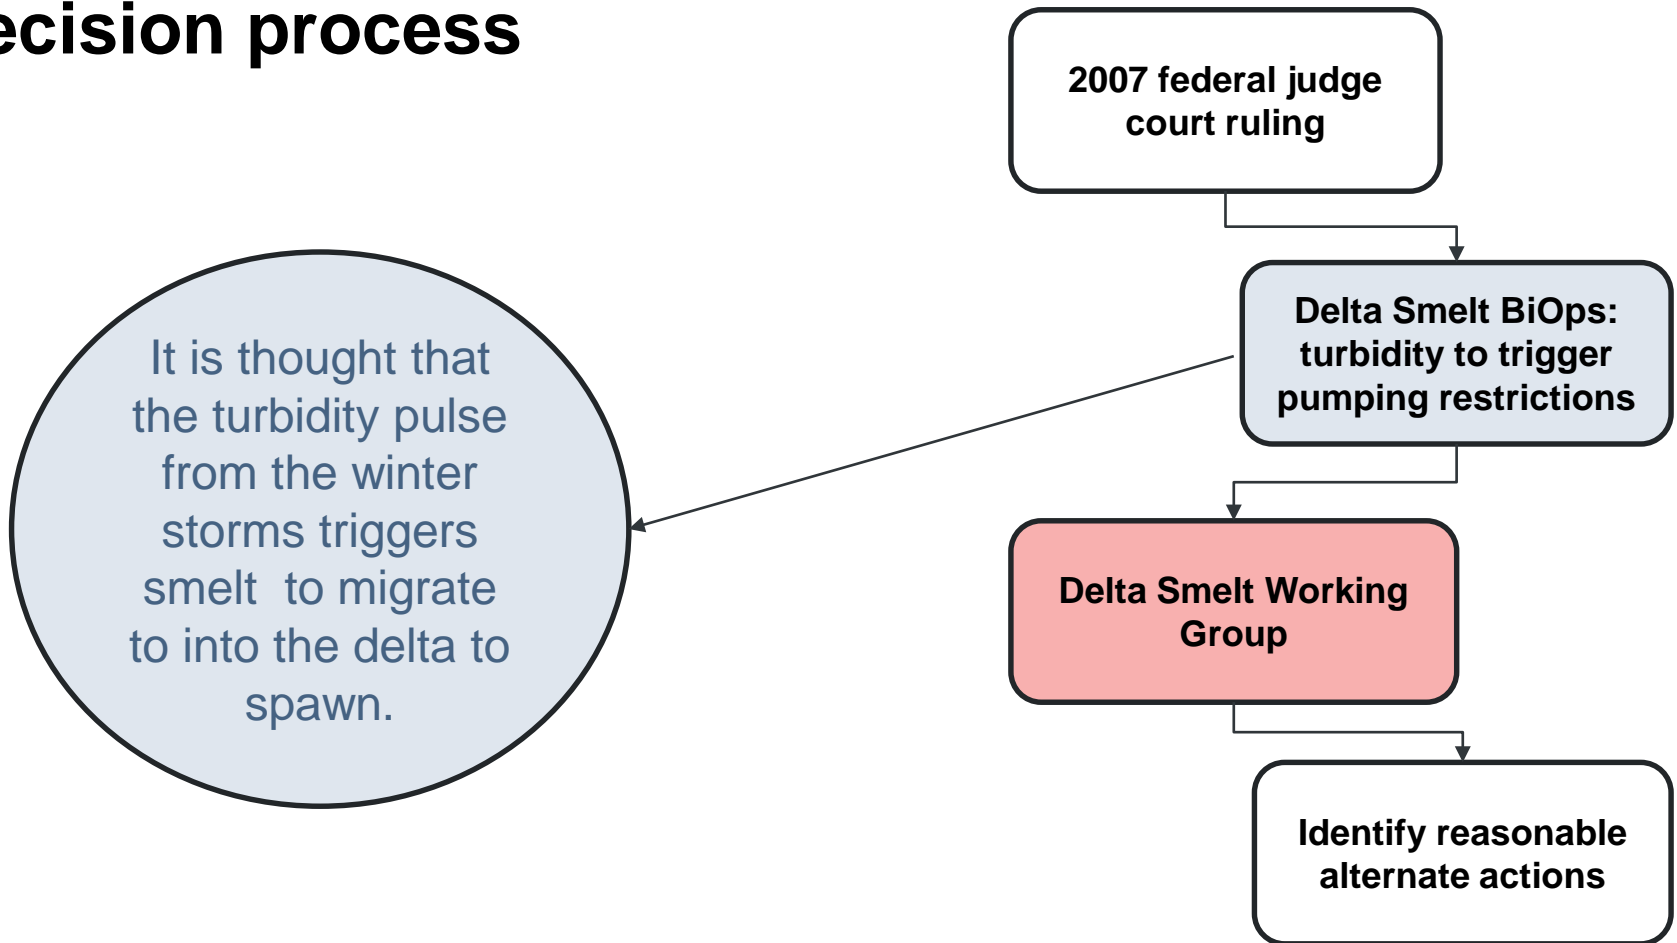 ecision process
2007 federal judge
court ruling
Delta Smelt BiOps:
turbidity to trigger
pumping restrictions
It is thought that
the turbidity pulse
from the winter
storms triggers
smelt  to migrate
to into the delta to
spawn.
Delta Smelt Working
Group
Identify reasonable
alternate actions